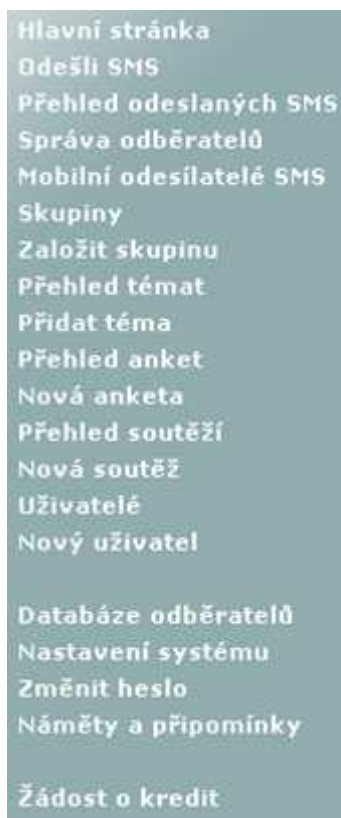 Hlavní stránka
Odešli SMS
Přehled odeslaných SMS
Správa odběratelů
Mobilní odesílatelé SMS
Skupiny
Založit skupinu
Přehled témat
Přidat téma
Přehled anket
Nová anketa
Přehled soutěží
Nová soutěž
Uživatelé
Nový uživatel
Databáze odběratelů
Nastavení systému
Změnit heslo
Náměty a připomínky
Žádost o kredit